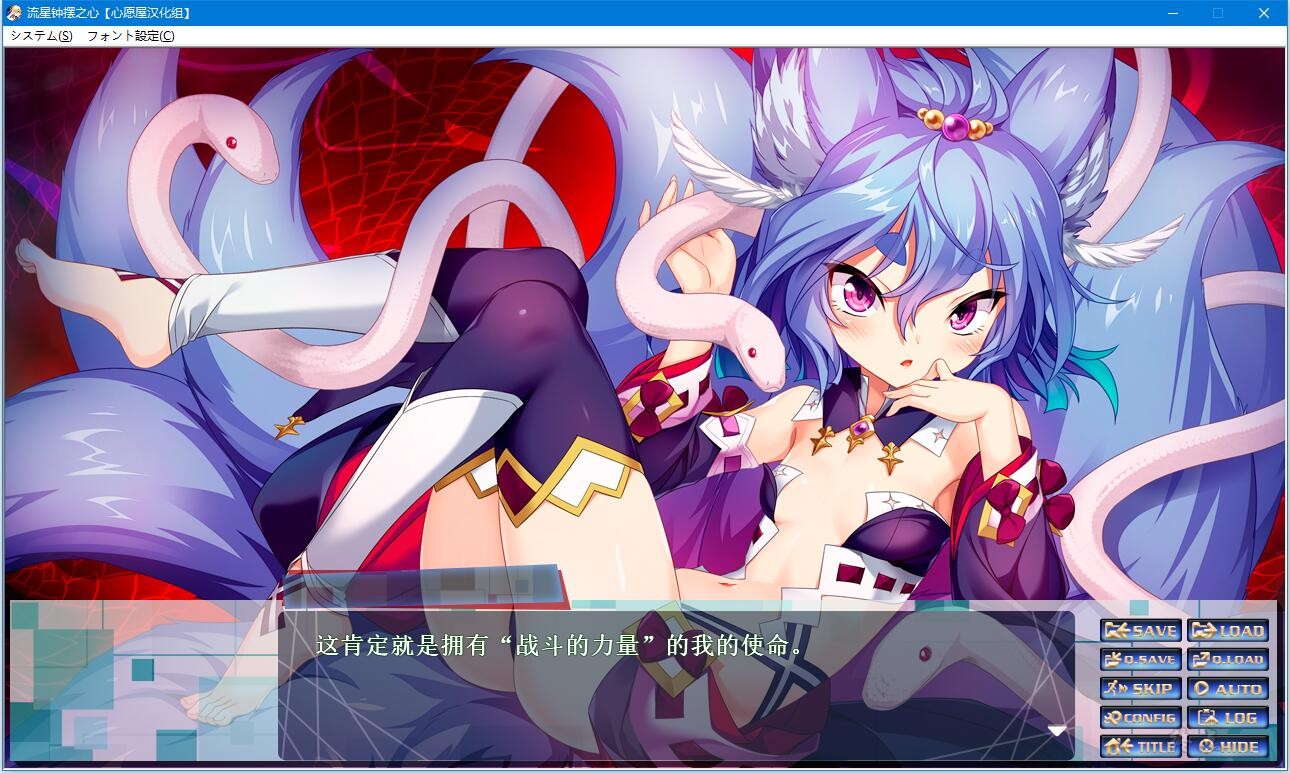 流星钟摆之心【心愿屋汉化组】
システム(S) フォント設定(C)
这肯定就是拥有“战斗的力量”的我的使命。
SAVE LOAD
Q.SAVE Q.LOAD
SKIP AUTO
CONFIG LOG
TITLE HIDE